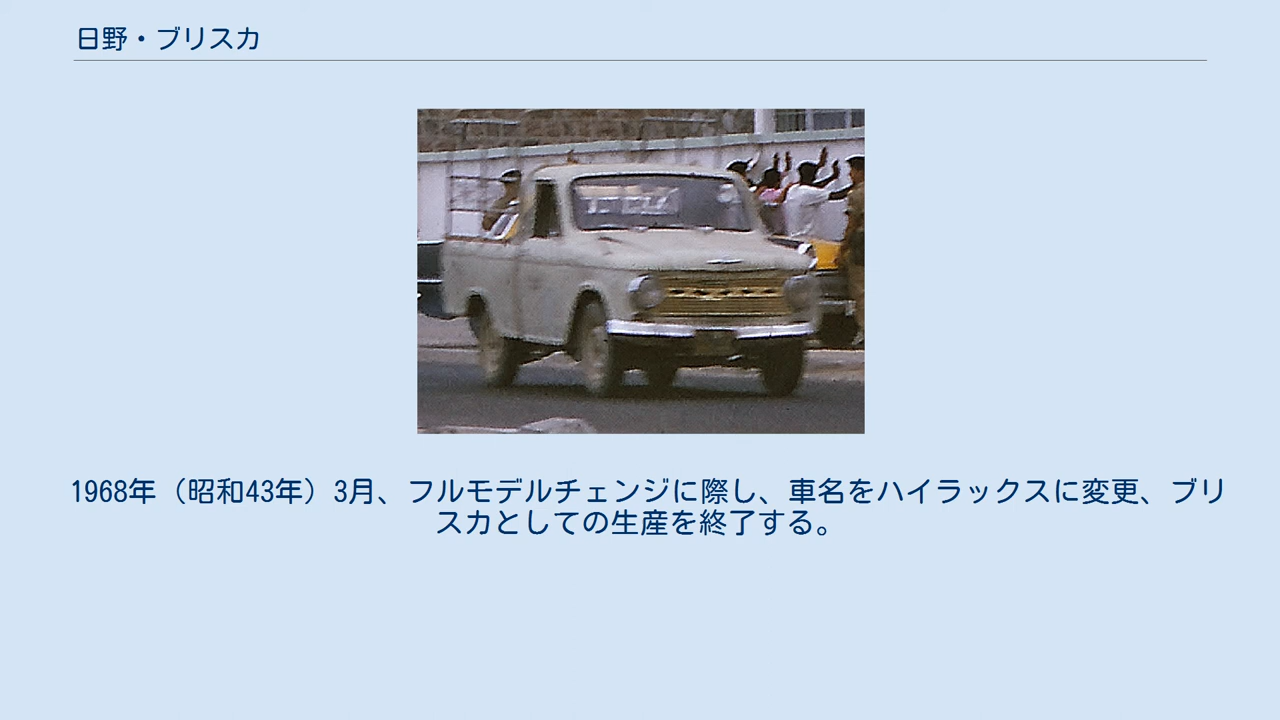 日野・ブリスカ
1968年（昭和43年）3月、フルモデルチェンジに際し、車名をハイラックスに変更、ブリ
スカとしての生産を終了する。